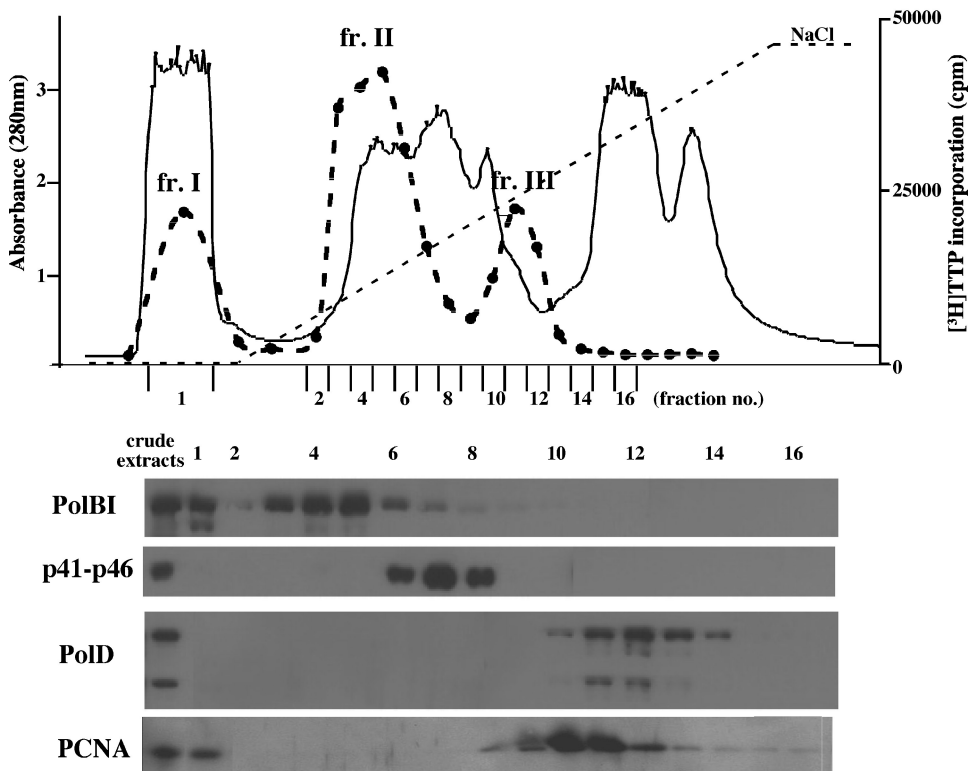 50000
NaCl
fr. II
3
Absorbance (280nm)
2
fr. I
fr. III
25000
[³H]TTP incorporation (cpm)
1
0
1 2 4 6 8 10 12 14 16 (fraction no.)
crude
extracts 1 2 4 6 8 10 12 14 16
PolBI
p41-p46
PolD
PCNA